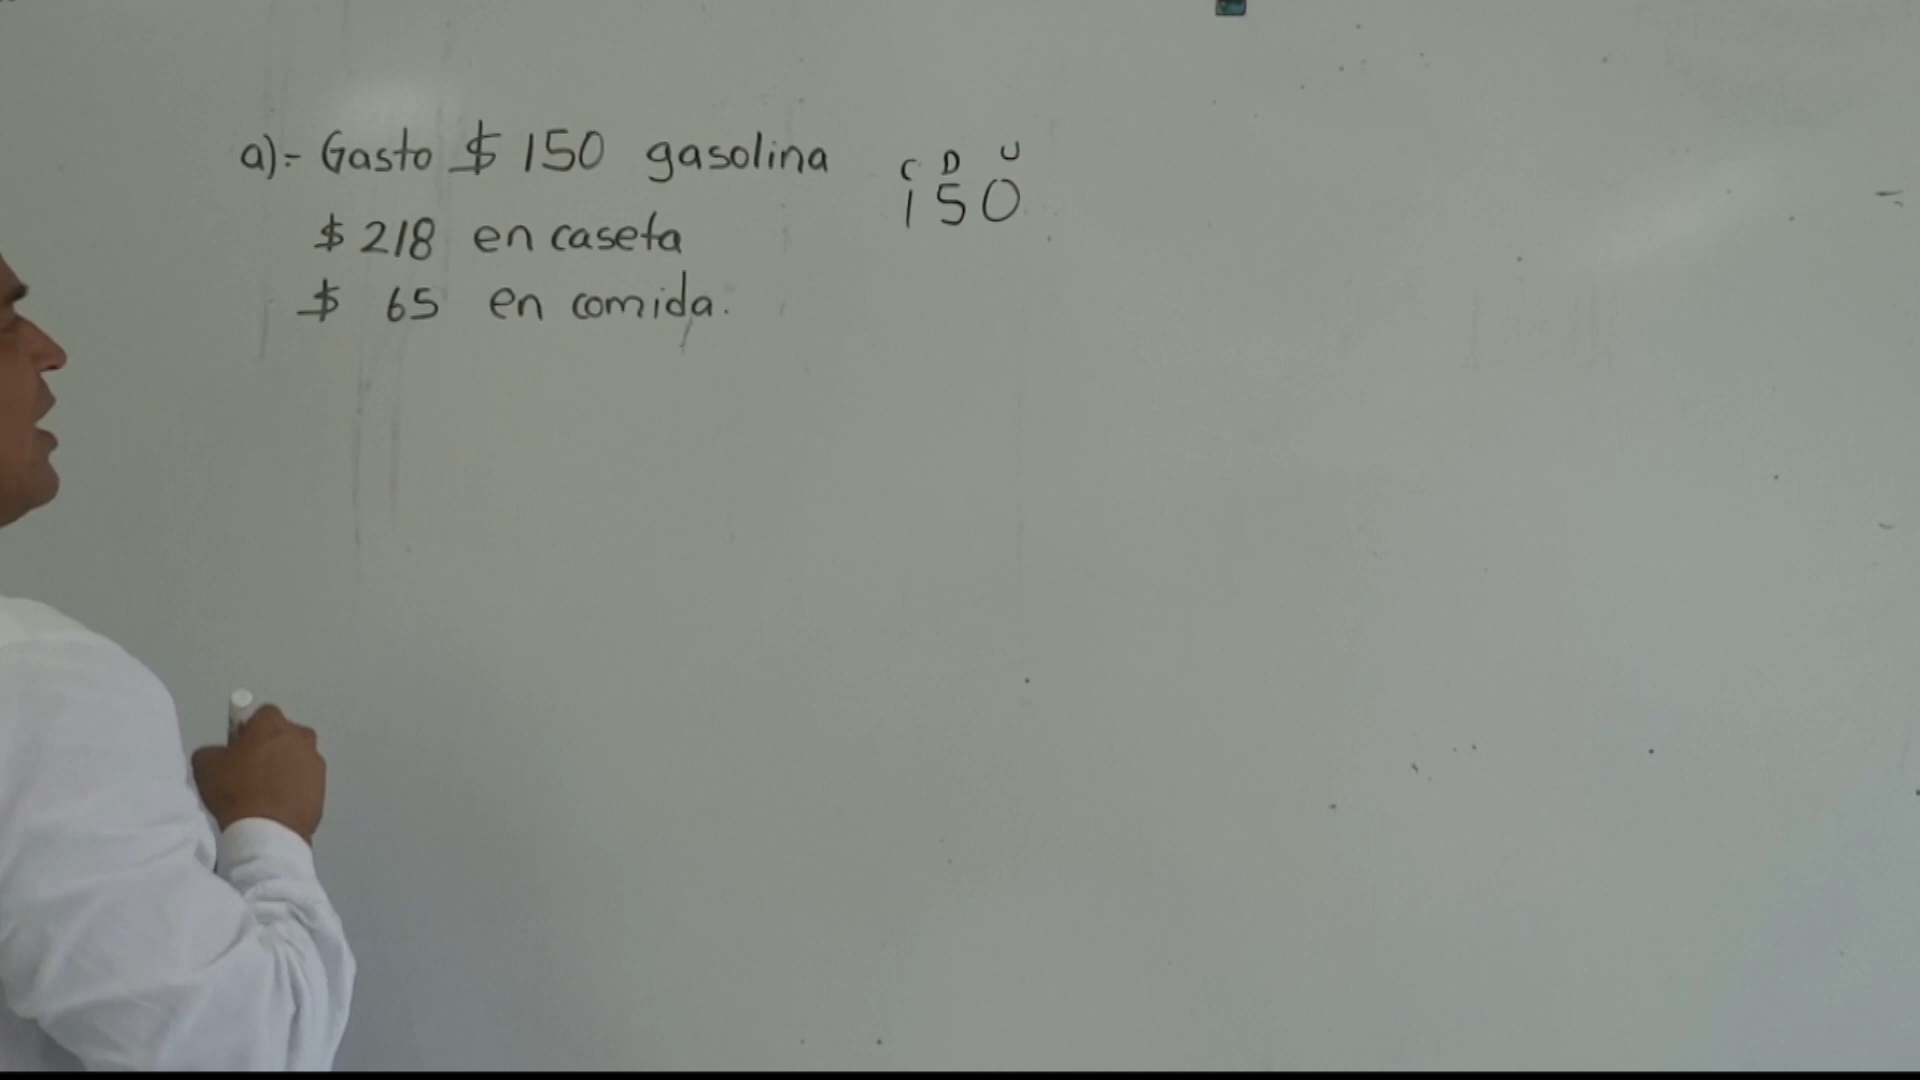 a):- Gasto $ 150 gasolina
$ 218 en caseta
$ 65 en comida.
C D U
150